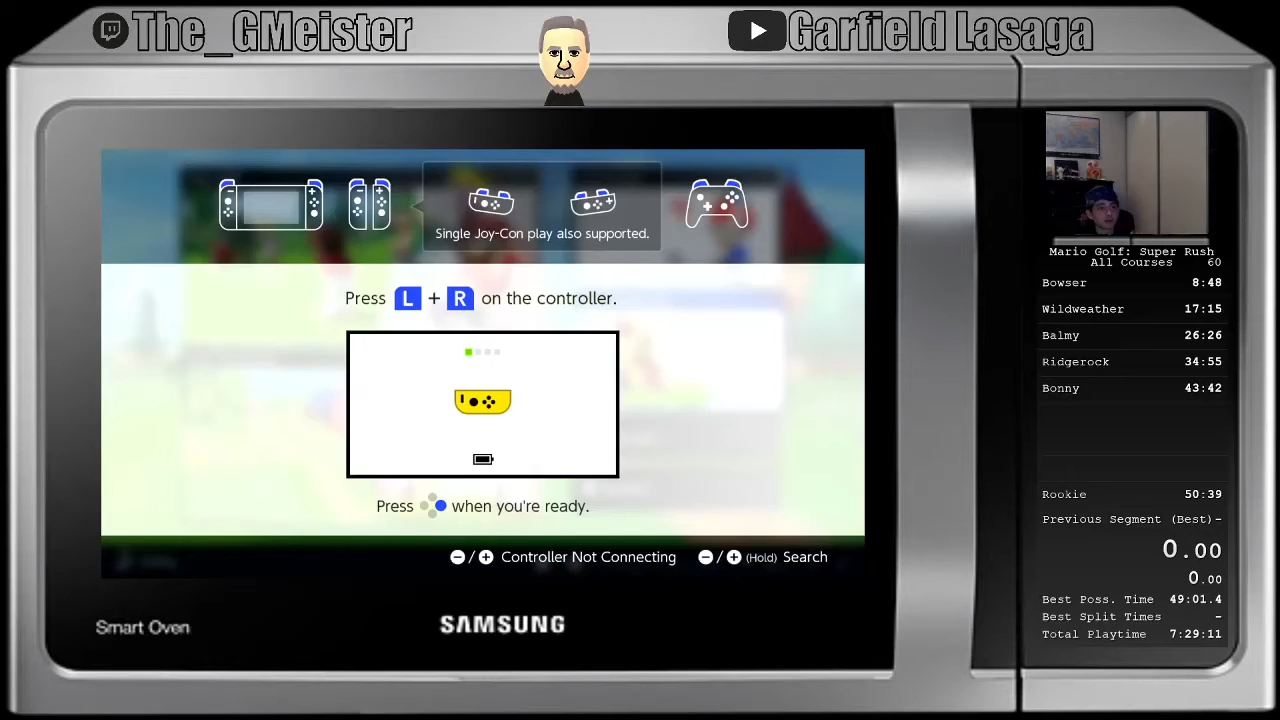 The_GMeister
Garfield Lasaga
Single Joy-Con play also supported.
Press L + R on the controller.
Press when you're ready.
-/+ Controller Not Connecting -/+ (Hold) Search
Smart Oven
SAMSUNG
Mario Golf: Super Rush
All Courses 60
Bowser 8:48
Wildweather 17:15
Balmy 26:26
Ridgerock 34:55
Bonny 43:42
Rookie 50:39
Previous Segment (Best) -
0.00
0.00
Best Poss. Time 49:01.4
Best Split Times -
Total Playtime 7:29:11